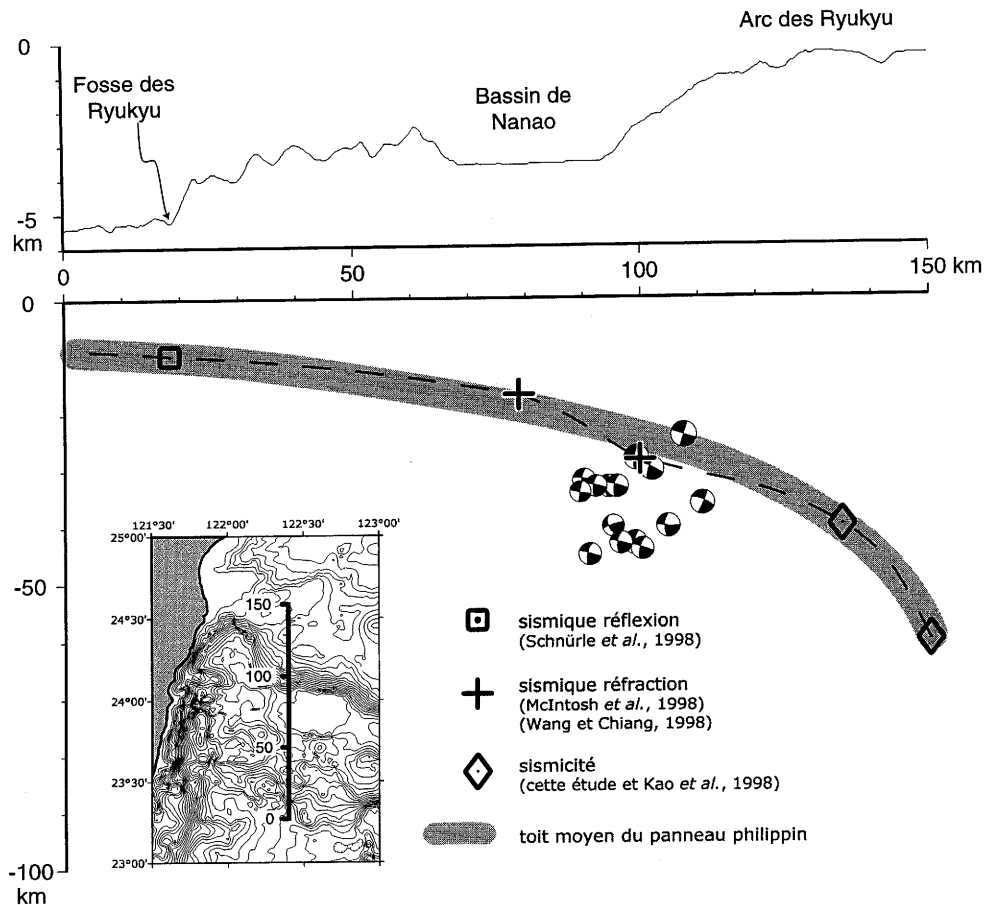 Arc des Ryukyu
0
Fosse des
Ryukyu
Bassin de
Nanao
-5
km
0
50
100
150 km
0
121°30'
122°00'
122°30'
123°00'
25°00'
24°30'
24°00'
23°30'
23°00'
150
100
50
0
-50
sismique réflexion
(Schnürle et al., 1998)
sismique réfraction
(McIntosh et al., 1998)
(Wang et Chiang, 1998)
sismicité
(cette étude et Kao et al., 1998)
toit moyen du panneau philippin
-100
km